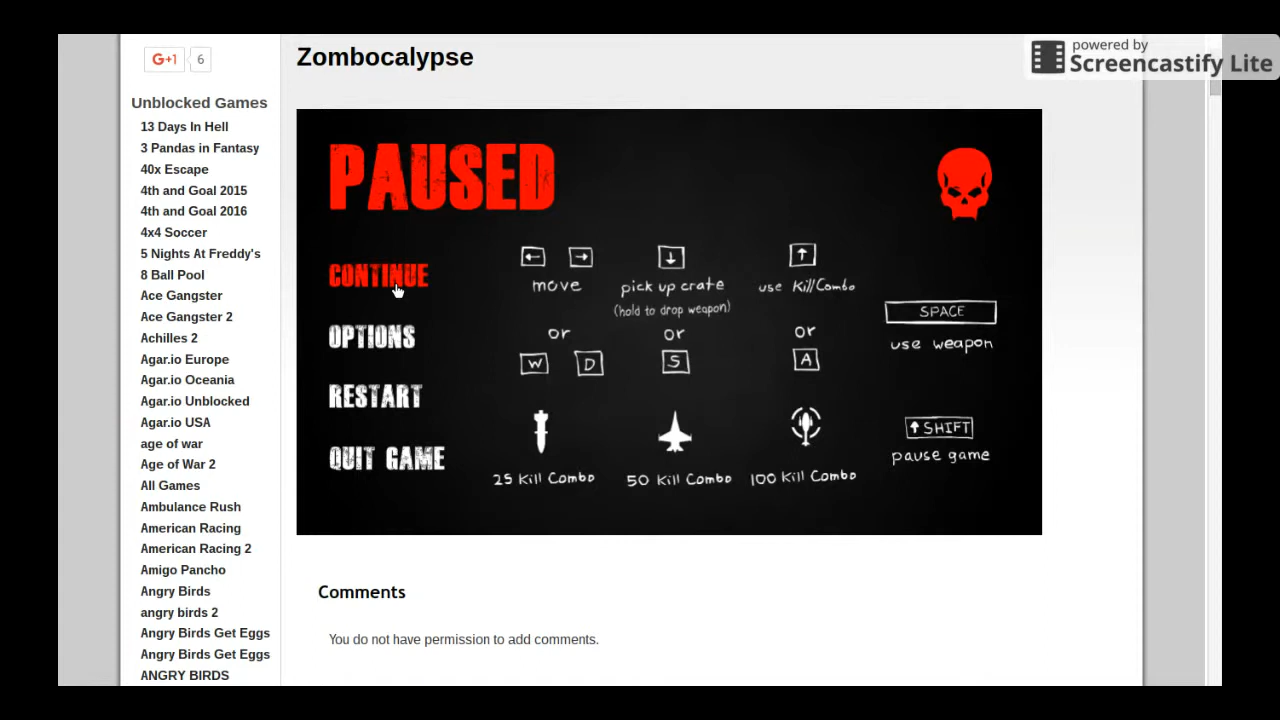 powered by
Screencastify Lite
G+1 6
Zombocalypse
Unblocked Games
13 Days In Hell
3 Pandas in Fantasy
40x Escape
4th and Goal 2015
4th and Goal 2016
4x4 Soccer
5 Nights At Freddy's
8 Ball Pool
Ace Gangster
Ace Gangster 2
Achilles 2
Agar.io Europe
Agar.io Oceania
Agar.io Unblocked
Agar.io USA
age of war
Age of War 2
All Games
Ambulance Rush
American Racing
American Racing 2
Amigo Pancho
Angry Birds
angry birds 2
Angry Birds Get Eggs
Angry Birds Get Eggs
ANGRY BIRDS
PAUSED
CONTINUE
OPTIONS
RESTART
QUIT GAME
← → ↓ ↑
move pick up crate use Kill/Combo
(hold to drop weapon)
or or or
W D S A
25 Kill Combo 50 Kill Combo 100 Kill Combo
SPACE
use weapon
↑ SHIFT
pause game
Comments
You do not have permission to add comments.